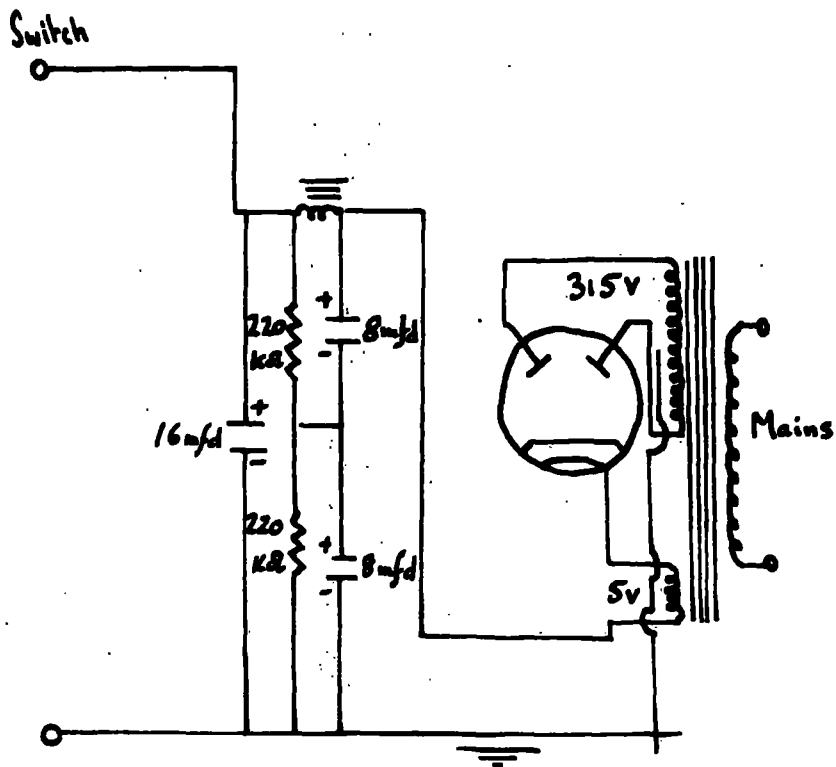 Switch
315v
220
KΩ
+
8mfd
-
+
16mfd
-
Mains
220
KΩ
+
8mfd
-
5v